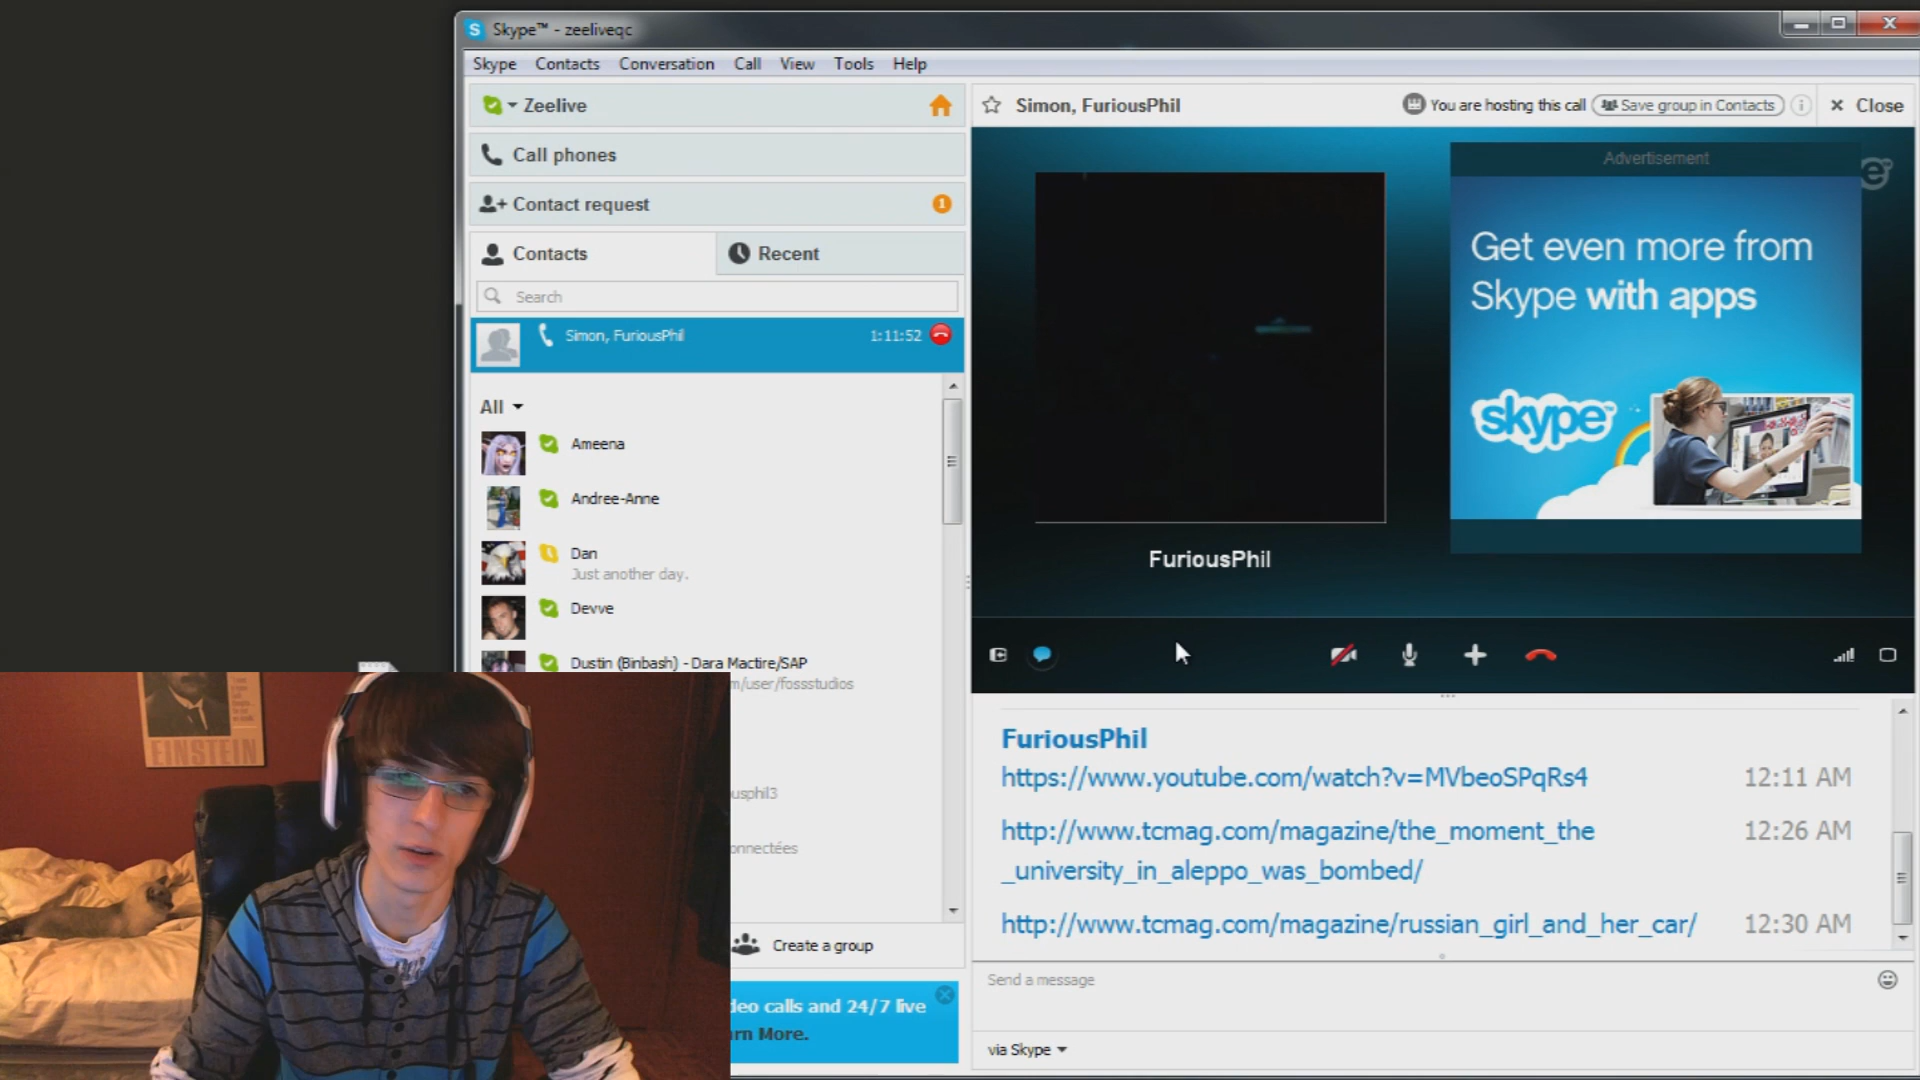 Skype™ - zeeliveqc
Skype Contacts Conversation Call View Tools Help
Zeelive
Call phones
Contact request
1
Contacts
Recent
Search
Simon, FuriousPhil
1:11:52
All
Ameena
Andree-Anne
Dan
Just another day.
Devve
Dustin (Binbash) - Dara Mactire/SAP
m/user/fossstudios
usphil3
onnectées
Create a group
deo calls and 24/7 live
rn More.
EINSTEIN
Simon, FuriousPhil
You are hosting this call
Save group in Contacts
Close
Advertisement
Get even more from
Skype with apps
skype™
FuriousPhil
FuriousPhil
https://www.youtube.com/watch?v=MVbeoSPqRs4
12:11 AM
http://www.tcmag.com/magazine/the_moment_the
12:26 AM
_university_in_aleppo_was_bombed/
http://www.tcmag.com/magazine/russian_girl_and_her_car/
12:30 AM
Send a message
via Skype